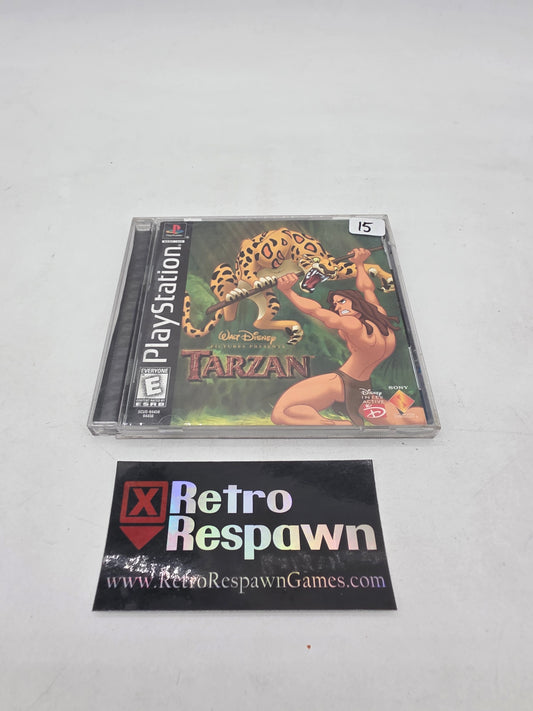 15
PlayStation
WALT DISNEY
PICTURES PRESENTS
TARZAN
EVERYONE
E
ESRB
Disney
INTERACTIVE
SONY
X Retro
Respawn
www.RetroRespawnGames.com